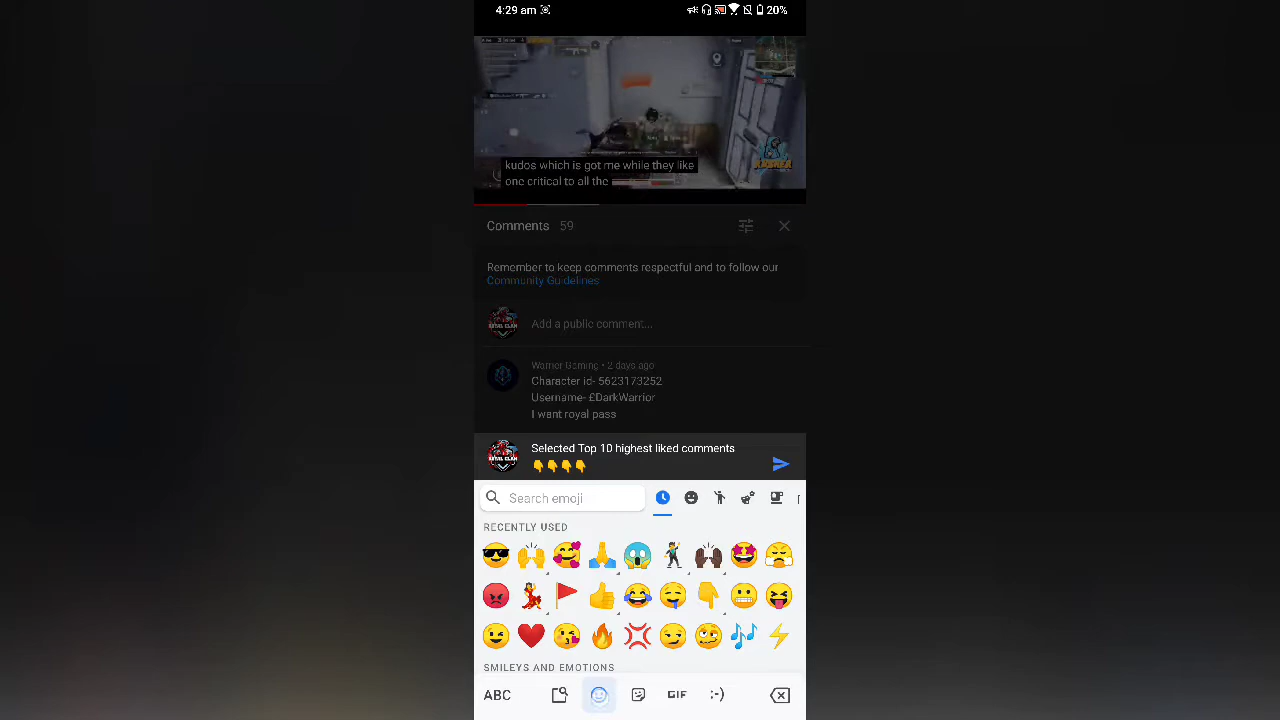 4:29 am
20%
kudos which is got me while they like
one critical to all the
Comments 59
Remember to keep comments respectful and to follow our
Community Guidelines
Add a public comment...
Warrior Gaming • 2 days ago
Character id- 5623173252
Username- £DarkWarrior
I want royal pass
Selected Top 10 highest liked comments
👇👇👇👇
Search emoji
RECENTLY USED
SMILEYS AND EMOTIONS
ABC
GIF
:-)